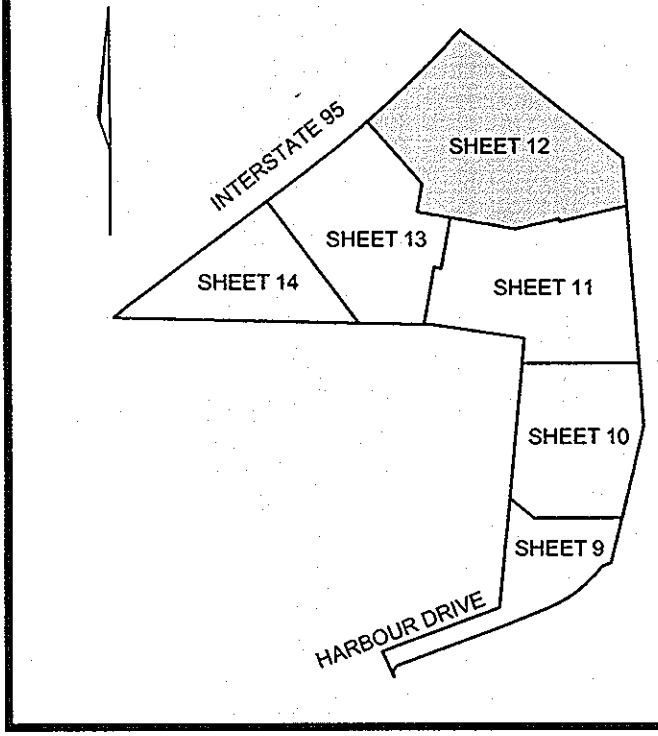 INTERSTATE 95
SHEET 12
SHEET 13
SHEET 14
SHEET 11
SHEET 10
SHEET 9
HARBOUR DRIVE